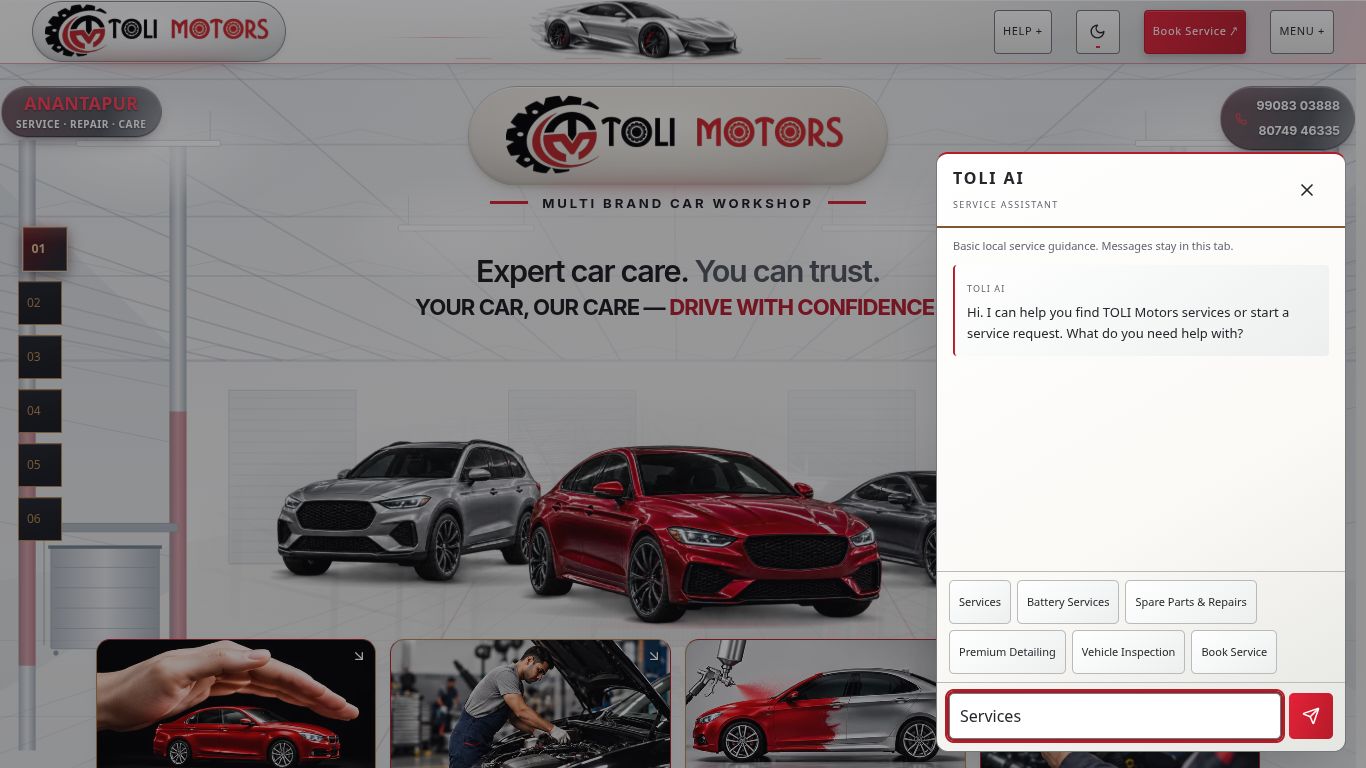 TOLI MOTORS
HELP +
Book Service ↗
MENU +
ANANTAPUR
SERVICE · REPAIR · CARE
TOLI MOTORS
99083 03888
80749 46335
MULTI BRAND CAR WORKSHOP
Expert car care. You can trust.
YOUR CAR, OUR CARE — DRIVE WITH CONFIDENCE
01
02
03
04
05
06
TOLI AI
SERVICE ASSISTANT
Basic local service guidance. Messages stay in this tab.
TOLI AI
Hi. I can help you find TOLI Motors services or start a
service request. What do you need help with?
Services
Battery Services
Spare Parts & Repairs
Premium Detailing
Vehicle Inspection
Book Service
Services